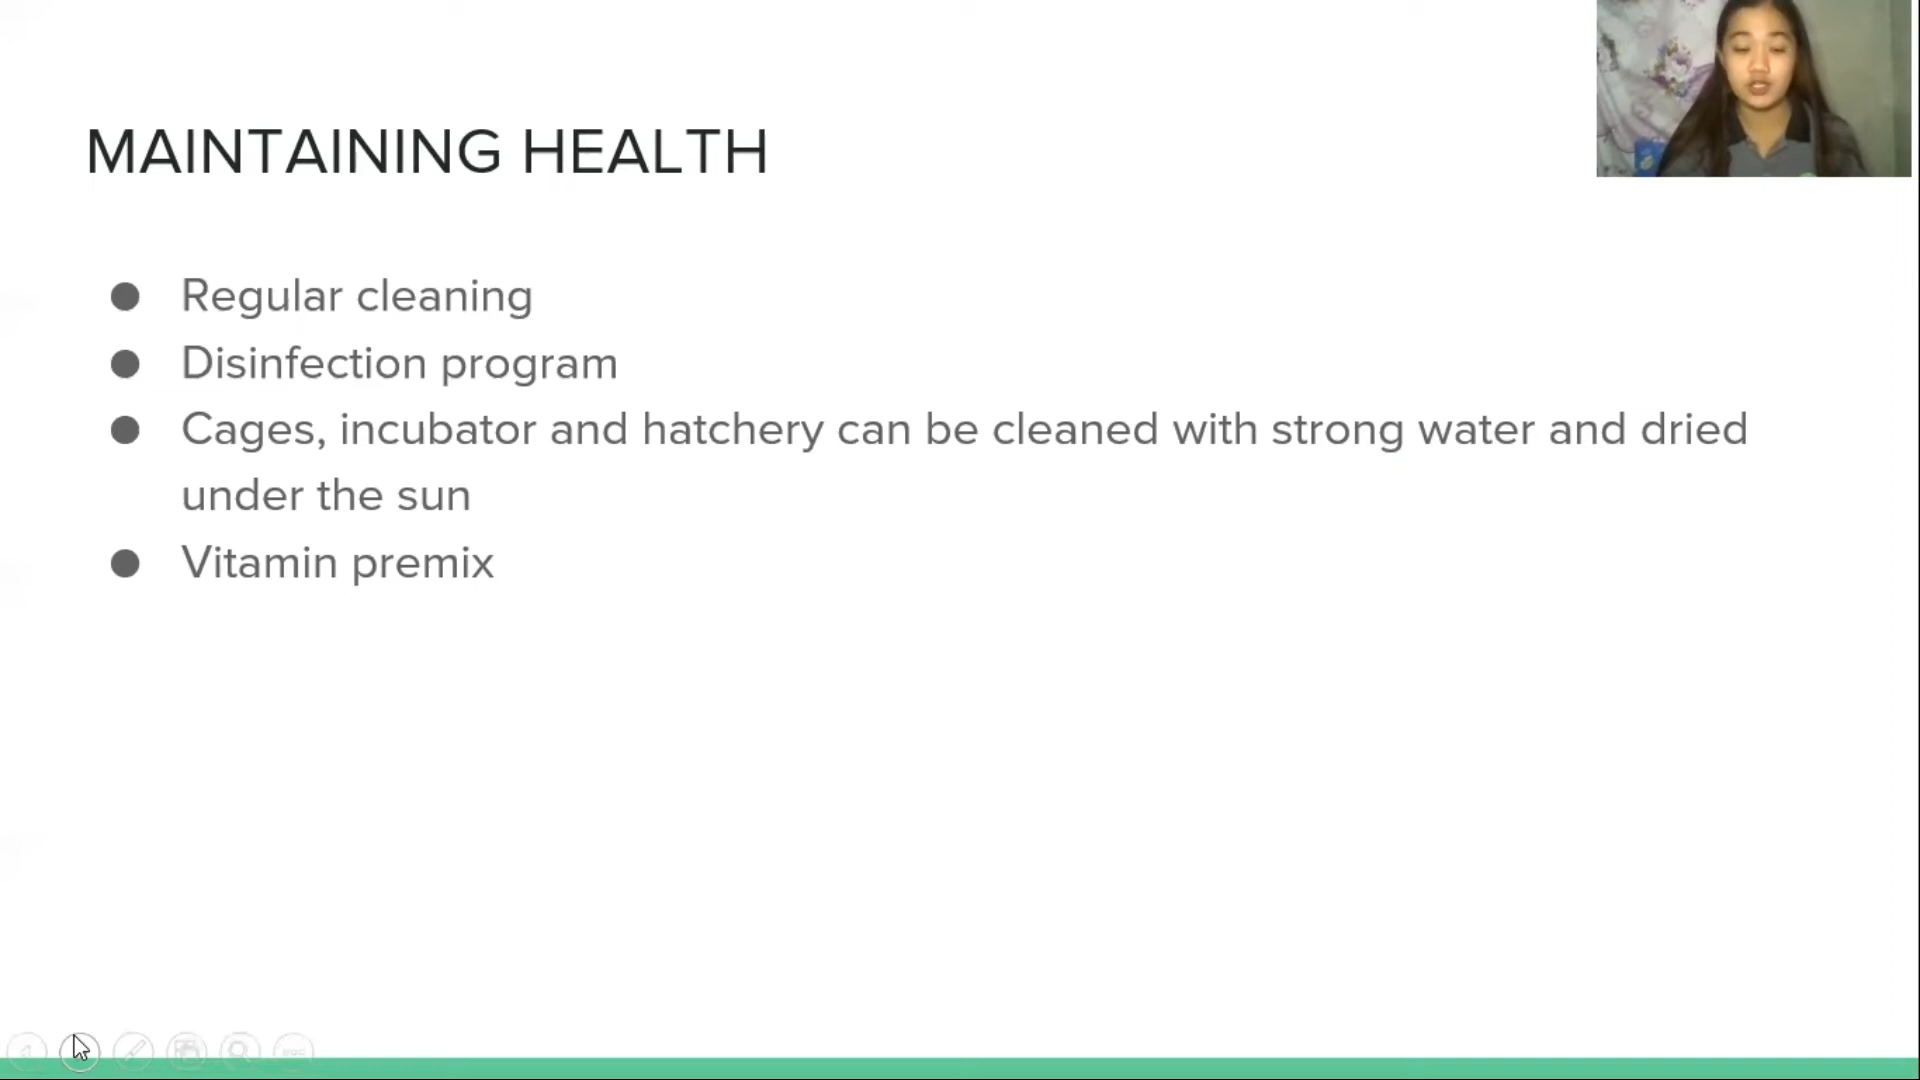 MAINTAINING HEALTH
Regular cleaning
Disinfection program
Cages, incubator and hatchery can be cleaned with strong water and dried
under the sun
Vitamin premix